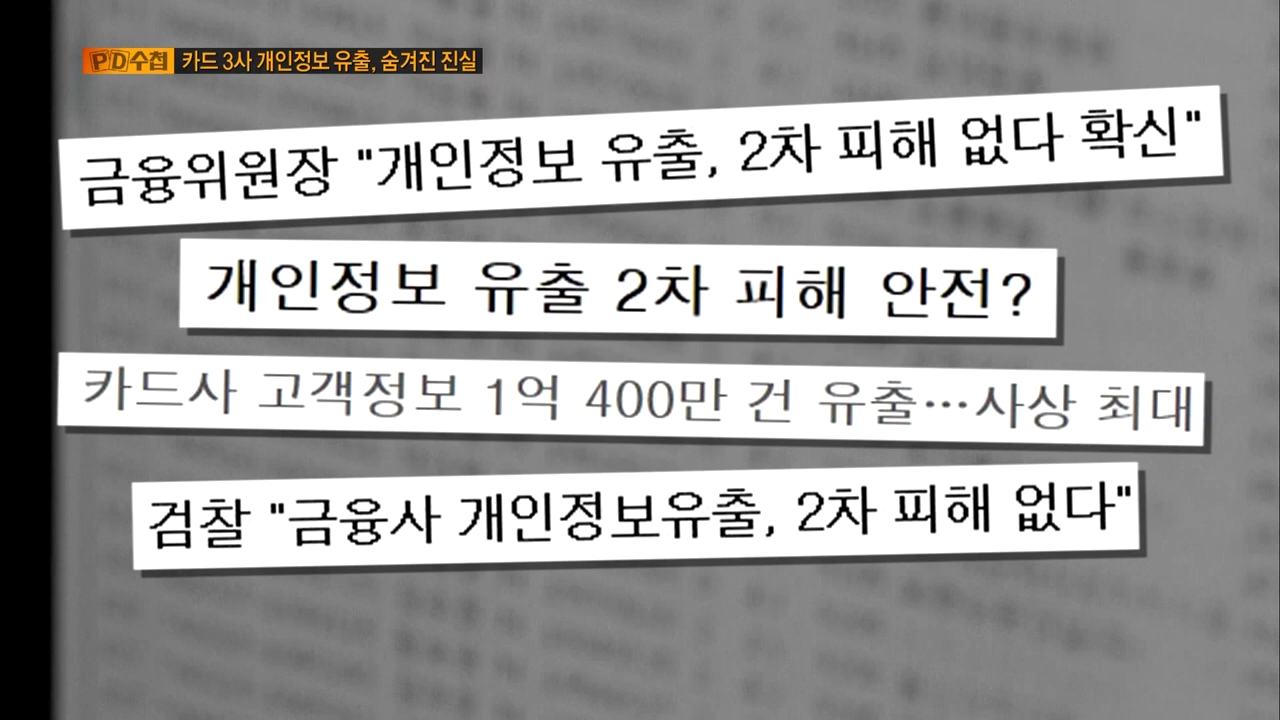 PD수첩 카드 3사 개인정보 유출, 숨겨진 진실
금융위원장 "개인정보 유출, 2차 피해 없다 확신"
개인정보 유출 2차 피해 안전?
카드사 고객정보 1억 400만 건 유출…사상 최대
검찰 "금융사 개인정보유출, 2차 피해 없다"